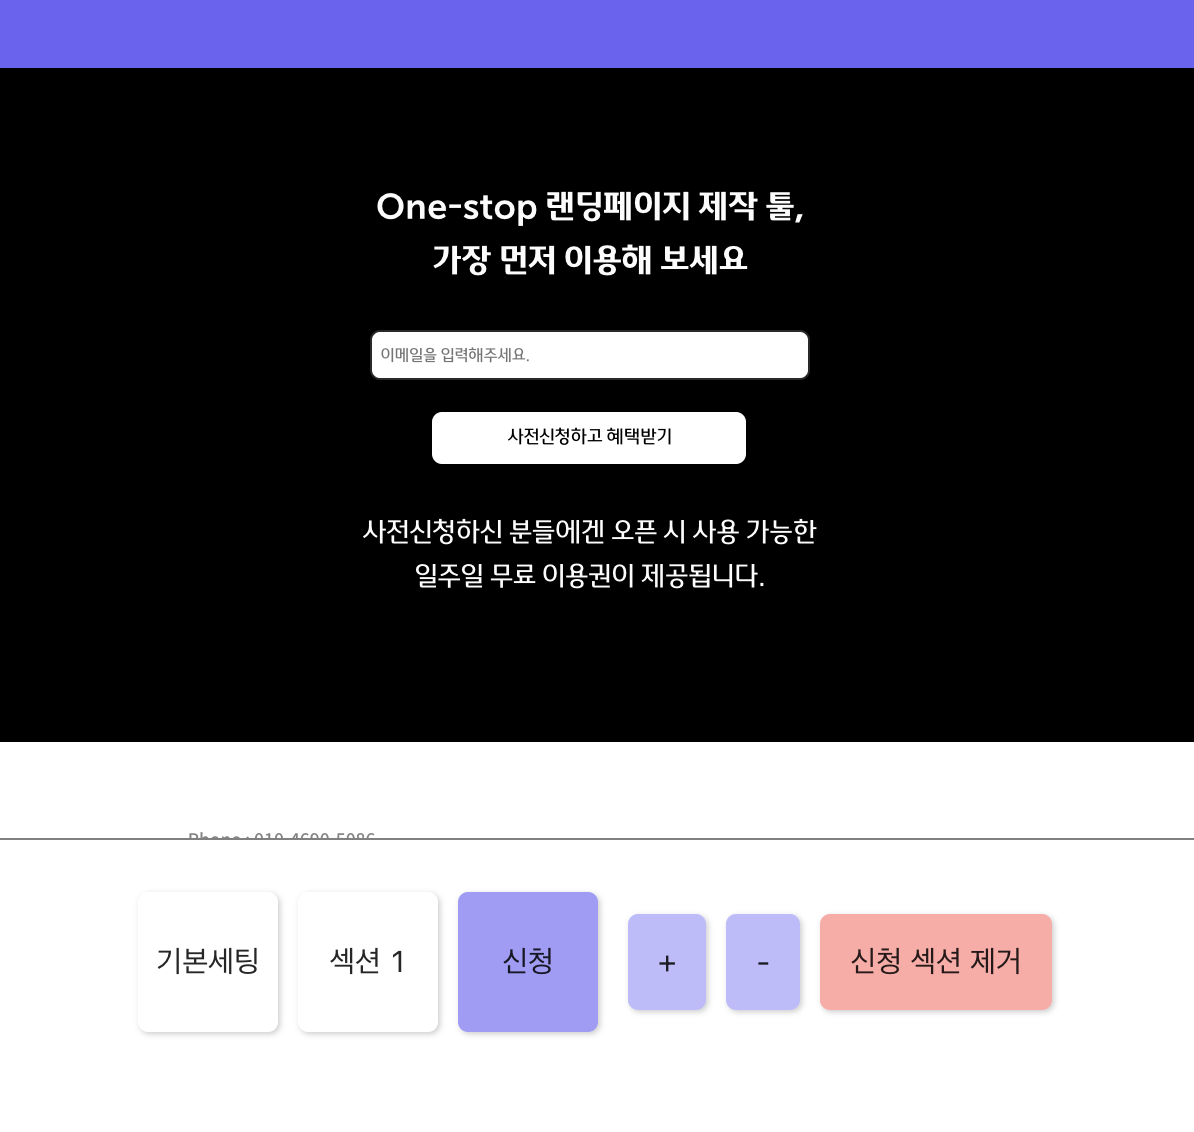 One-stop 랜딩페이지 제작 툴,
가장 먼저 이용해 보세요
이메일을 입력해주세요.
사전신청하고 혜택받기
사전신청하신 분들에겐 오픈 시 사용 가능한
일주일 무료 이용권이 제공됩니다.
Phone :
기본세팅
섹션 1
신청
+
-
신청 섹션 제거